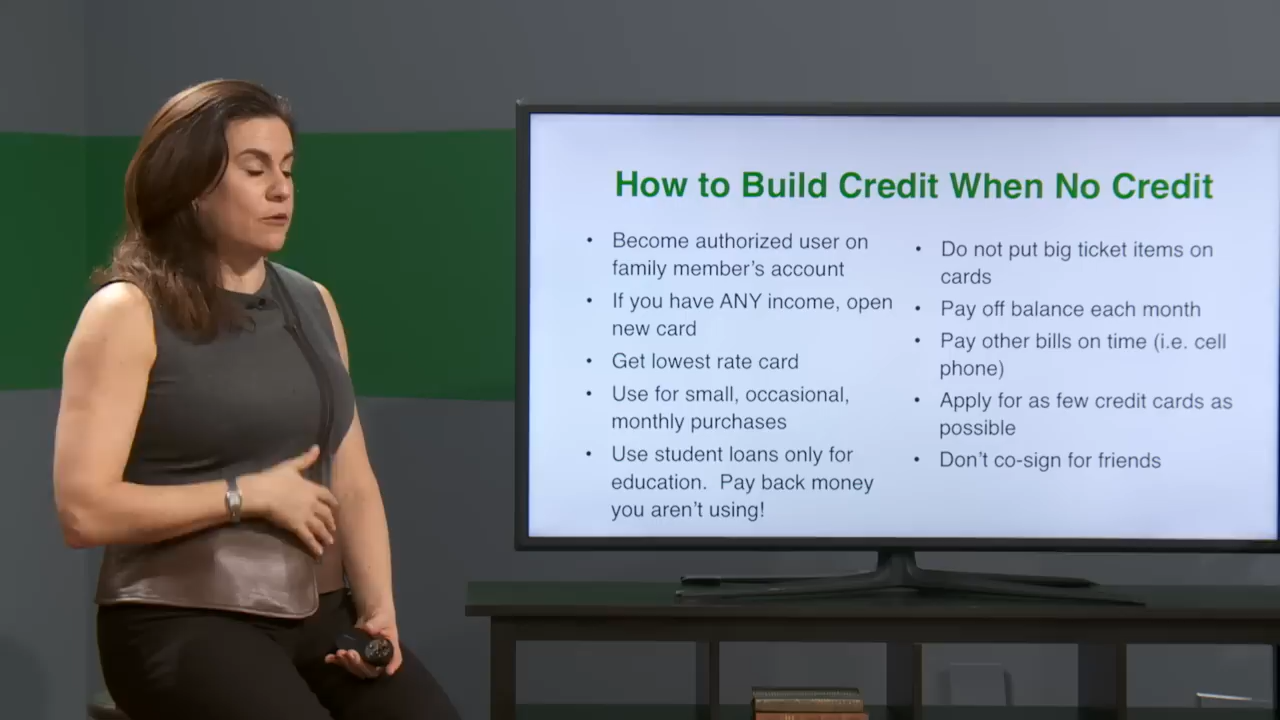 How to Build Credit When No Credit
• Become authorized user on
family member's account
• If you have ANY income, open
new card
• Get lowest rate card
• Use for small, occasional,
monthly purchases
• Use student loans only for
education.  Pay back money
you aren't using!
• Do not put big ticket items on
cards
• Pay off balance each month
• Pay other bills on time (i.e. cell
phone)
• Apply for as few credit cards as
possible
• Don't co-sign for friends